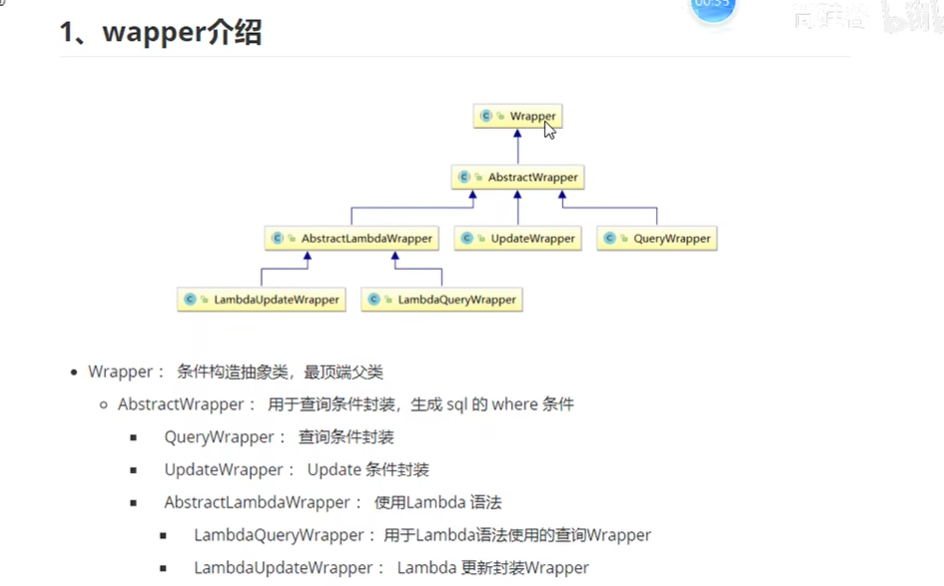 00:35
1、wapper介绍
Wrapper
AbstractWrapper
AbstractLambdaWrapper
UpdateWrapper
QueryWrapper
LambdaUpdateWrapper
LambdaQueryWrapper
Wrapper ： 条件构造抽象类，最顶端父类
AbstractWrapper ： 用于查询条件封装，生成 sql 的 where 条件
QueryWrapper ： 查询条件封装
UpdateWrapper ： Update 条件封装
AbstractLambdaWrapper ： 使用Lambda 语法
LambdaQueryWrapper ：用于Lambda语法使用的查询Wrapper
LambdaUpdateWrapper ： Lambda 更新封装Wrapper